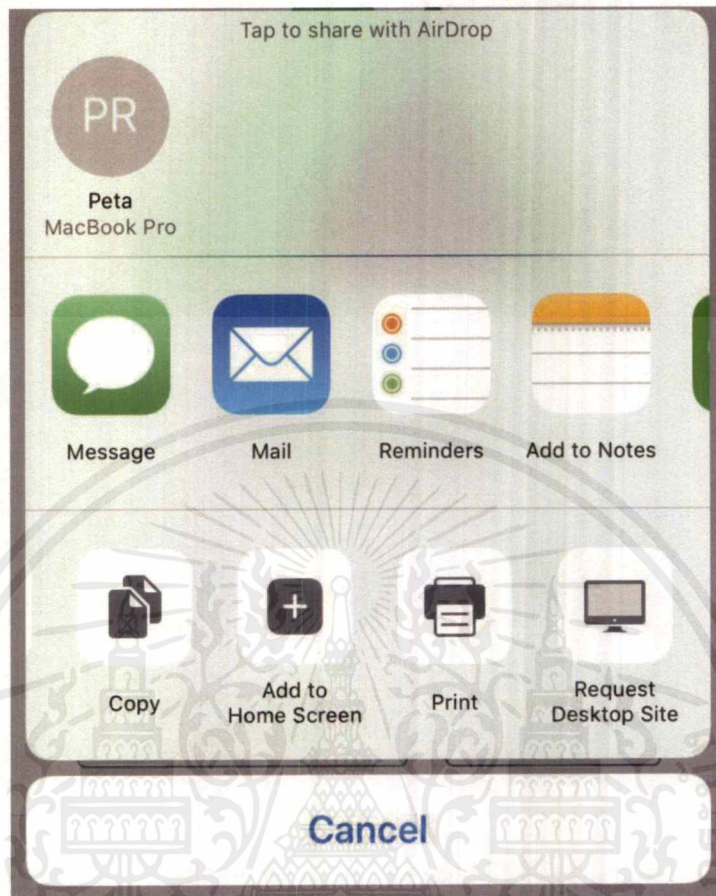 Tap to share with AirDrop
PR
Peta
MacBook Pro
Message
Mail
Reminders
Add to Notes
Copy
Add to
Home Screen
Print
Request
Desktop Site
Cancel